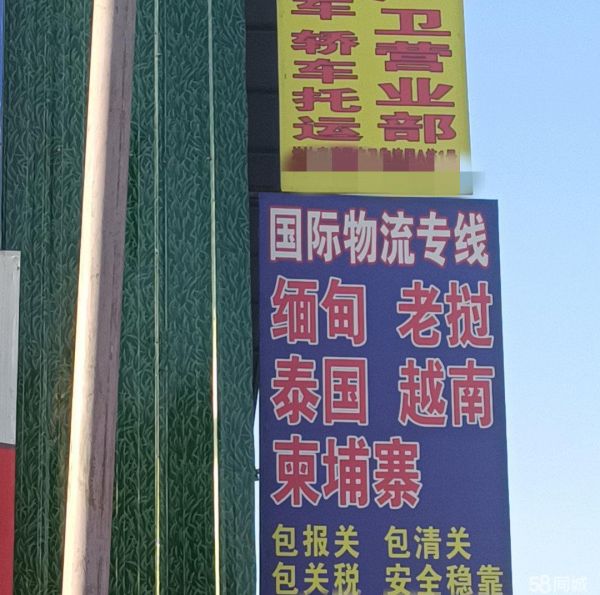 轿车托运
卫营业部
国际物流专线
缅甸 老挝
泰国 越南
柬埔寨
包报关 包清关
包关税 安全稳靠
58同城